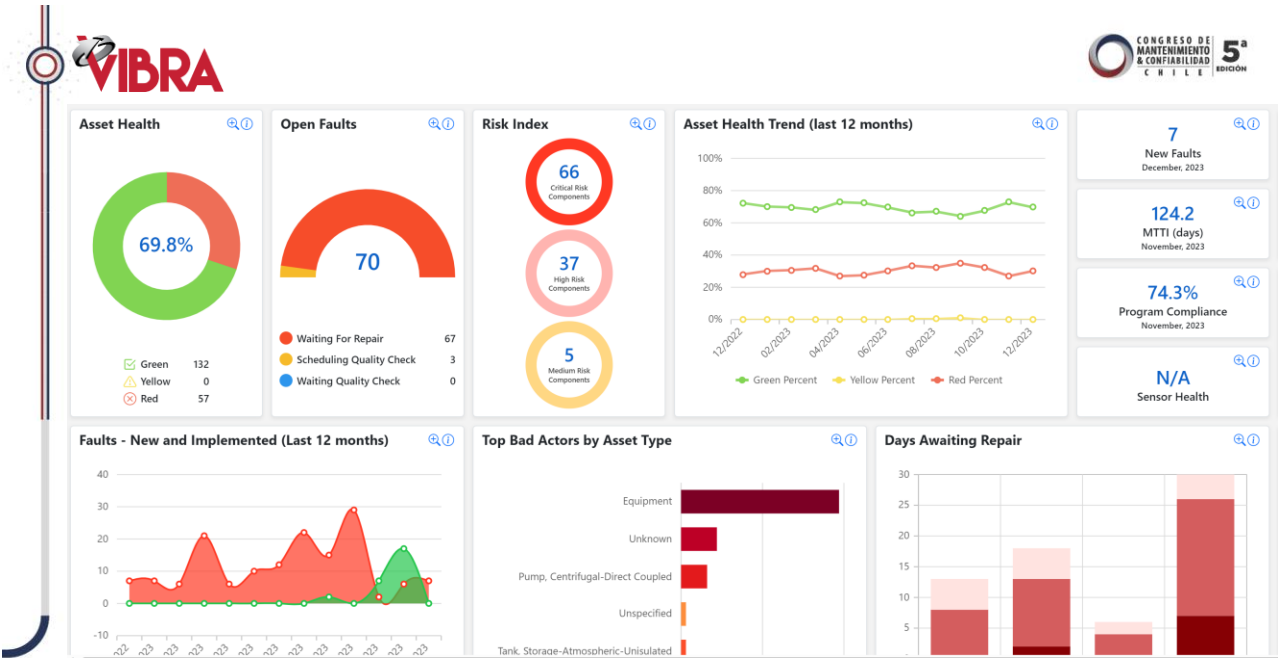 VIBRA
CONGRESO DE
MANTENIMIENTO
& CONFIABILIDAD
CHILE
5ª
EDICIÓN
Asset Health
69.8%
Green 132
Yellow 0
Red 57
Open Faults
70
Waiting For Repair 67
Scheduling Quality Check 3
Waiting Quality Check 0
Risk Index
66
Critical Risk
Components
37
High Risk
Components
5
Medium Risk
Components
Asset Health Trend (last 12 months)
100%
80%
60%
40%
20%
0%
12/2022 02/2023 04/2023 06/2023 08/2023 10/2023 12/2023
Green Percent Yellow Percent Red Percent
7
New Faults
December, 2023
124.2
MTTI (days)
November, 2023
74.3%
Program Compliance
November, 2023
N/A
Sensor Health
Faults - New and Implemented (Last 12 months)
40
30
20
10
0
-10
Top Bad Actors by Asset Type
Equipment
Unknown
Pump, Centrifugal-Direct Coupled
Unspecified
Tank, Storage-Atmospheric-Unisulated
Days Awaiting Repair
30
25
20
15
10
5